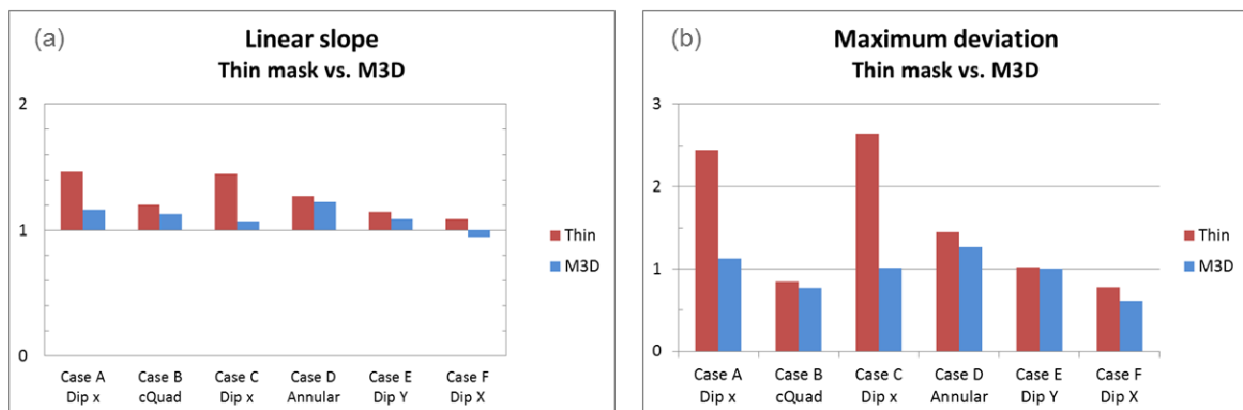 (a)
Linear slope
Thin mask vs. M3D
2
1
0
Case A Case B Case C Case D Case E Case F
Dip x cQuad Dip x Annular Dip Y Dip X
Thin
M3D
(b)
Maximum deviation
Thin mask vs. M3D
3
2
1
0
Case A Case B Case C Case D Case E Case F
Dip x cQuad Dip x Annular Dip Y Dip X
Thin
M3D